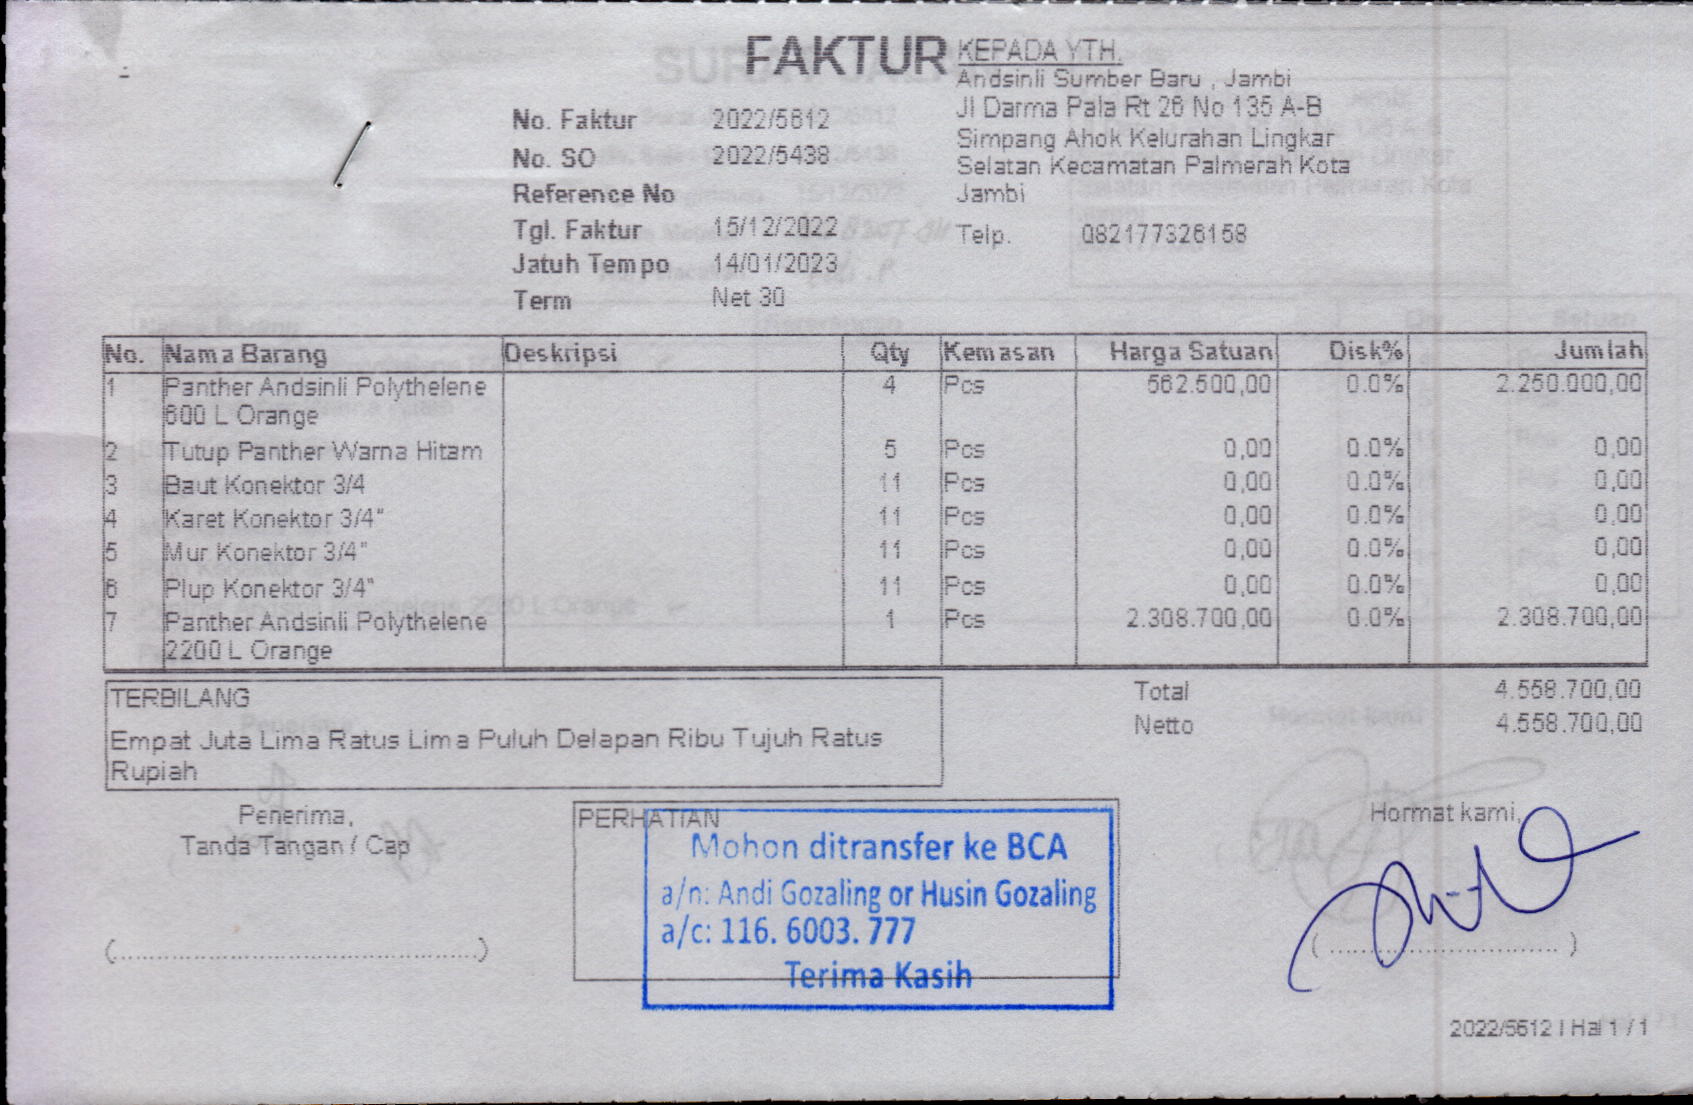 FAKTUR
No. Faktur 2022/5612
No. SO 2022/5438
Reference No
Tgl. Faktur 15/12/2022
Jatuh Tempo 14/01/2023
Term Net 30
KEPADA YTH.
Andsinli Sumber Baru , Jambi
Jl Darma Pala Rt 26 No 135 A-B
Simpang Ahok Kelurahan Lingkar
Selatan Kecamatan Palmerah Kota
Jambi
Telp. 082177326158
No. Nama Barang Deskripsi Qty Kemasan Harga Satuan Disk% Jumlah
1 Panther Andsinli Polythelene 4 Pcs 562.500,00 0.0% 2.250.000,00
600 L Orange
2 Tutup Panther Warna Hitam 5 Pcs 0,00 0.0% 0,00
3 Baut Konektor 3/4 11 Pcs 0,00 0.0% 0,00
4 Karet Konektor 3/4" 11 Pcs 0,00 0.0% 0,00
5 Mur Konektor 3/4" 11 Pcs 0,00 0.0% 0,00
6 Plup Konektor 3/4" 11 Pcs 0,00 0.0% 0,00
7 Panther Andsinli Polythelene 1 Pcs 2.308.700,00 0.0% 2.308.700,00
2200 L Orange
TERBILANG
Empat Juta Lima Ratus Lima Puluh Delapan Ribu Tujuh Ratus
Rupiah
Total 4.558.700,00
Netto 4.558.700,00
Penerima,
Tanda Tangan / Cap
(....................................................)
PERHATIAN
Mohon ditransfer ke BCA
a/n: Andi Gozaling or Husin Gozaling
a/c: 116. 6003. 777
Terima Kasih
Hormat kami,
( .................................. )
2022/5612 | Hal 1 / 1